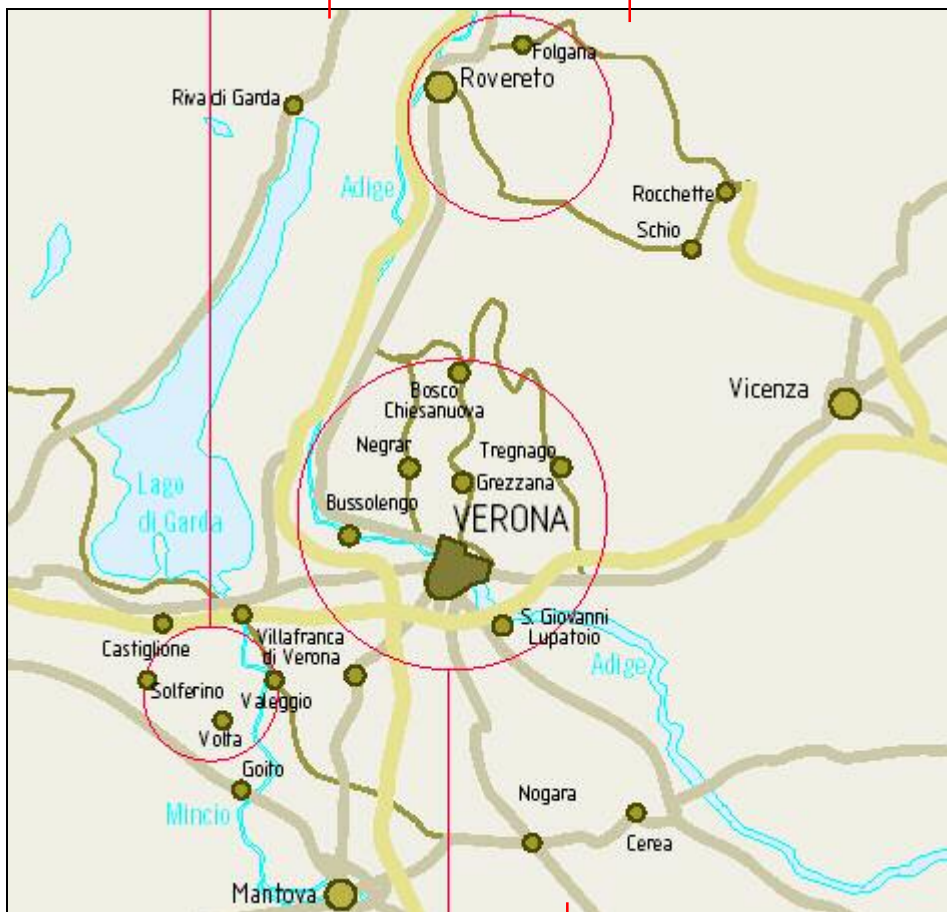 Folgana
Rovereto
Riva di Garda
Adige
Rocchette
Schio
Vicenza
Bosco
Chiesanuova
Negrar
Tregnago
Grezzana
Lago
di Garda
Bussolengo
VERONA
Castiglione
Villafranca
di Verona
S. Giovanni
Lupatoio
Adige
Solferino
Valeggio
Volta
Goito
Mincio
Nogara
Cerea
Mantova